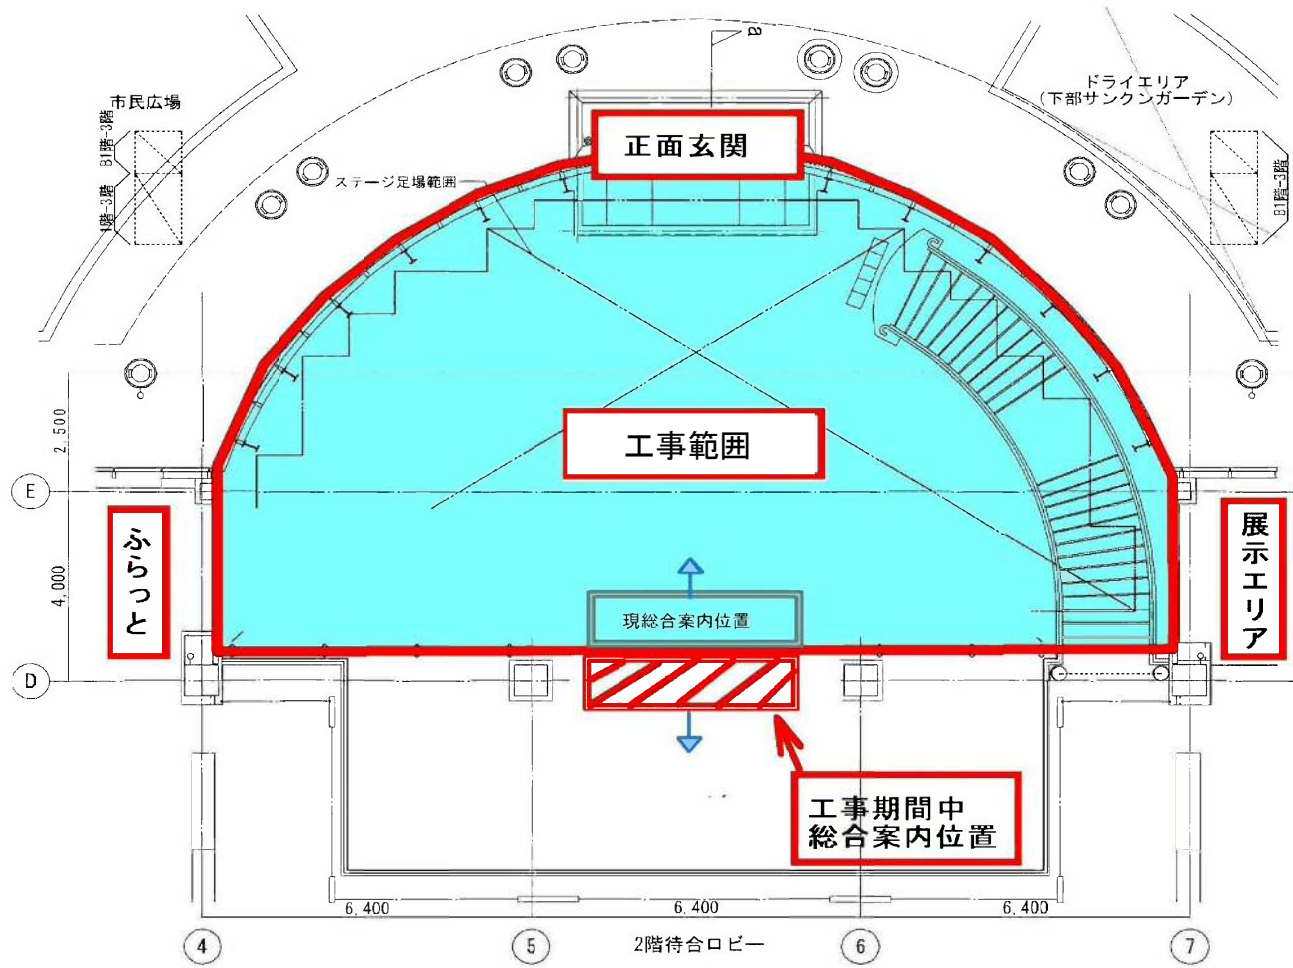 a
市民広場
ドライエリア
(下部サンクンガーデン)
B1階-3階
1階-3階
B1階-3階
正面玄関
ステージ足場範囲
工事範囲
2,500
4,000
E
D
ふらっと
展示エリア
現総合案内位置
工事期間中
総合案内位置
6,400
6,400
6,400
4
5
6
7
2階待合ロビー